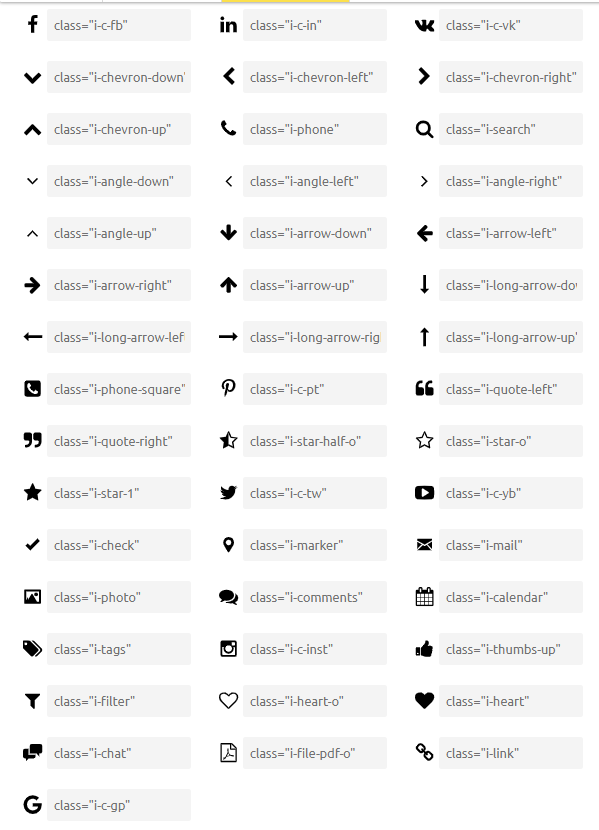 class="i-c-fb" class="i-c-in" class="i-c-vk"
class="i-chevron-down" class="i-chevron-left" class="i-chevron-right"
class="i-chevron-up" class="i-phone" class="i-search"
class="i-angle-down" class="i-angle-left" class="i-angle-right"
class="i-angle-up" class="i-arrow-down" class="i-arrow-left"
class="i-arrow-right" class="i-arrow-up" class="i-long-arrow-do
class="i-long-arrow-lef class="i-long-arrow-rig class="i-long-arrow-up"
class="i-phone-square" class="i-c-pt" class="i-quote-left"
class="i-quote-right" class="i-star-half-o" class="i-star-o"
class="i-star-1" class="i-c-tw" class="i-c-yb"
class="i-check" class="i-marker" class="i-mail"
class="i-photo" class="i-comments" class="i-calendar"
class="i-tags" class="i-c-inst" class="i-thumbs-up"
class="i-filter" class="i-heart-o" class="i-heart"
class="i-chat" class="i-file-pdf-o" class="i-link"
class="i-c-gp"